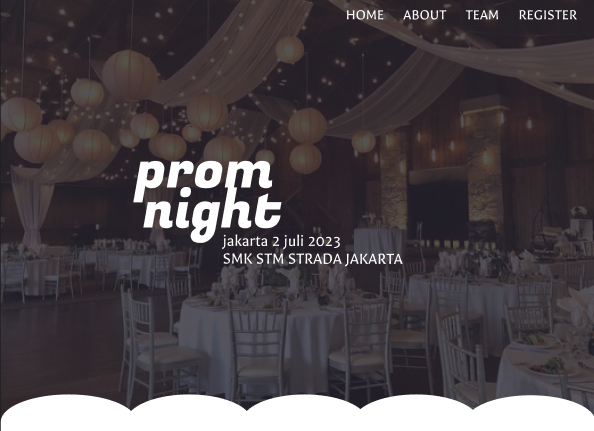 HOME ABOUT TEAM REGISTER
prom
night
jakarta 2 juli 2023
SMK STM STRADA JAKARTA